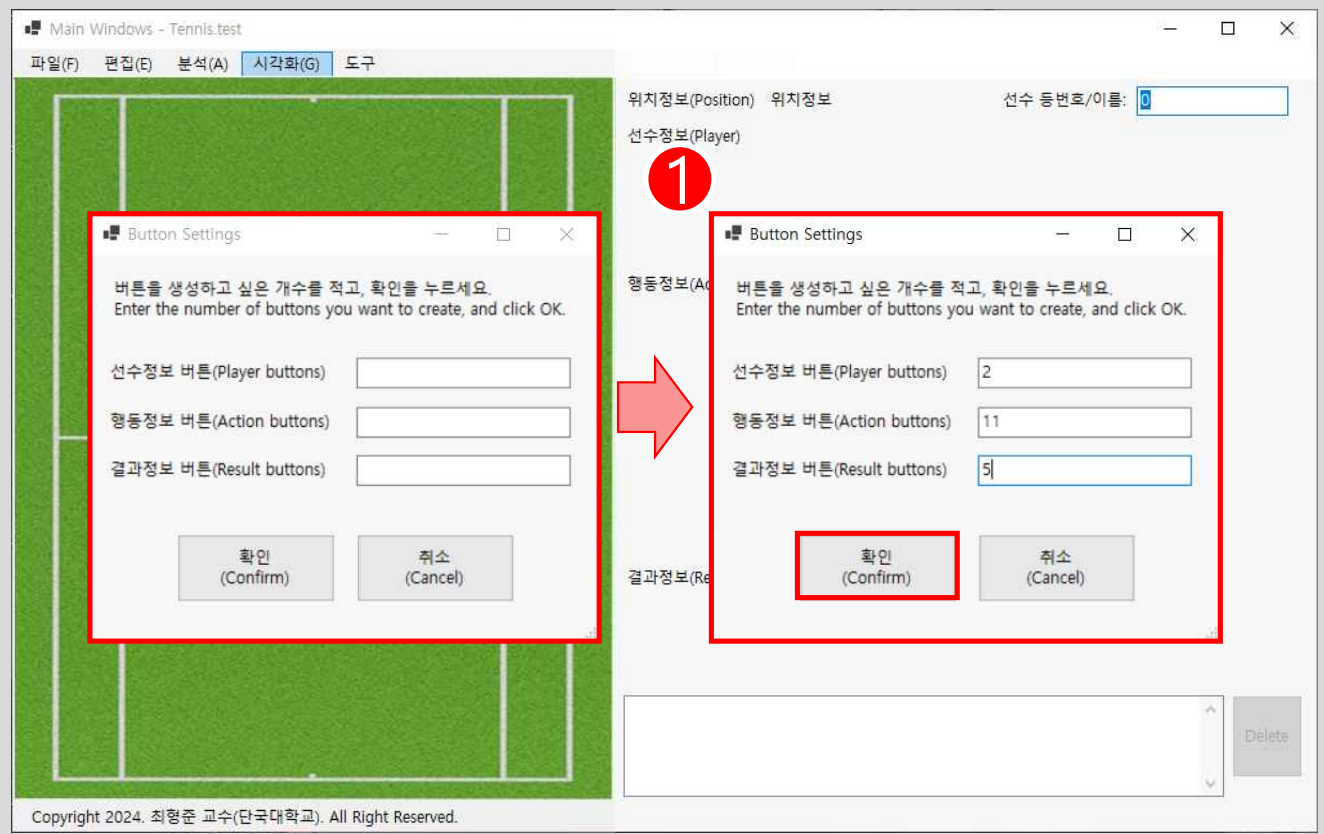 Main Windows - Tennis.test
파일(F) 편집(E) 분석(A) 시각화(G) 도구
위치정보(Position) 위치정보 선수 등번호/이름: 0
선수정보(Player)
1
Button Settings
버튼을 생성하고 싶은 개수를 적고, 확인을 누르세요.
Enter the number of buttons you want to create, and click OK.
선수정보 버튼(Player buttons)
행동정보 버튼(Action buttons)
결과정보 버튼(Result buttons)
확인
(Confirm)
취소
(Cancel)
행동정보(Ac
결과정보(Re
Button Settings
버튼을 생성하고 싶은 개수를 적고, 확인을 누르세요.
Enter the number of buttons you want to create, and click OK.
선수정보 버튼(Player buttons) 2
행동정보 버튼(Action buttons) 11
결과정보 버튼(Result buttons) 5
확인
(Confirm)
취소
(Cancel)
Delete
Copyright 2024. 최형준 교수(단국대학교). All Right Reserved.